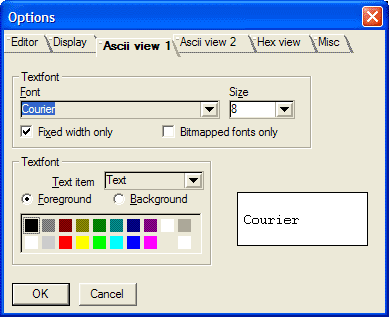 Options
Editor Display Ascii view 1 Ascii view 2 Hex view Misc
Textfont
Font Size
Courier 8
Fixed width only Bitmapped fonts only
Textfont
Text item Text
Foreground Background
Courier
OK Cancel